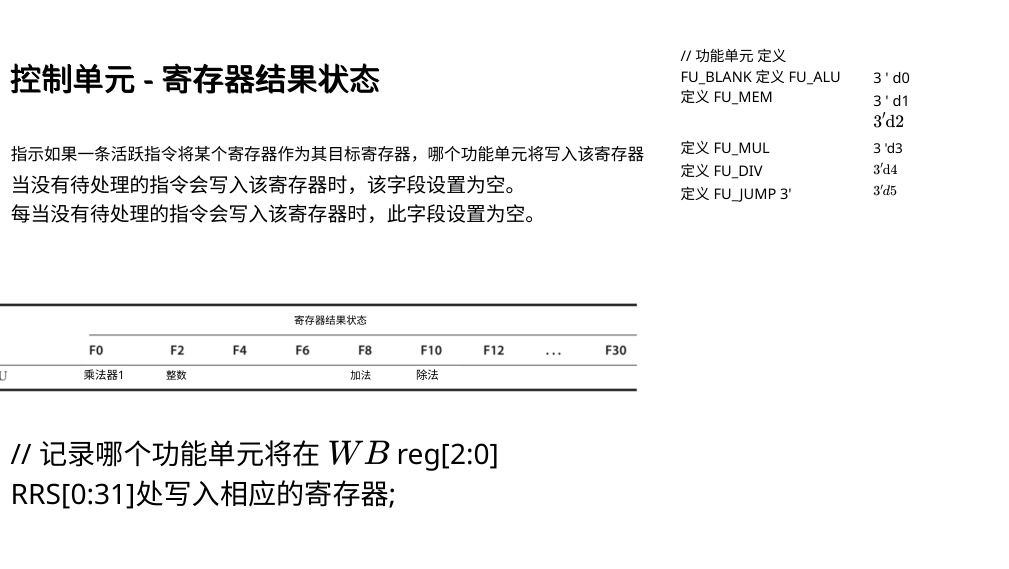 控制单元 - 寄存器结果状态
指示如果一条活跃指令将某个寄存器作为其目标寄存器，哪个功能单元将写入该寄存器
当没有待处理的指令会写入该寄存器时，该字段设置为空。
每当没有待处理的指令会写入该寄存器时，此字段设置为空。
// 功能单元 定义
FU_BLANK 定义 FU_ALU 3 ' d0
定义 FU_MEM 3 ' d1
3'd2
定义 FU_MUL 3 'd3
定义 FU_DIV 3'd4
定义 FU_JUMP 3' 3'd5
寄存器结果状态
F0 F2 F4 F6 F8 F10 F12 ... F30
U 乘法器1 整数 加法 除法
// 记录哪个功能单元将在 WB reg[2:0]
RRS[0:31]处写入相应的寄存器;